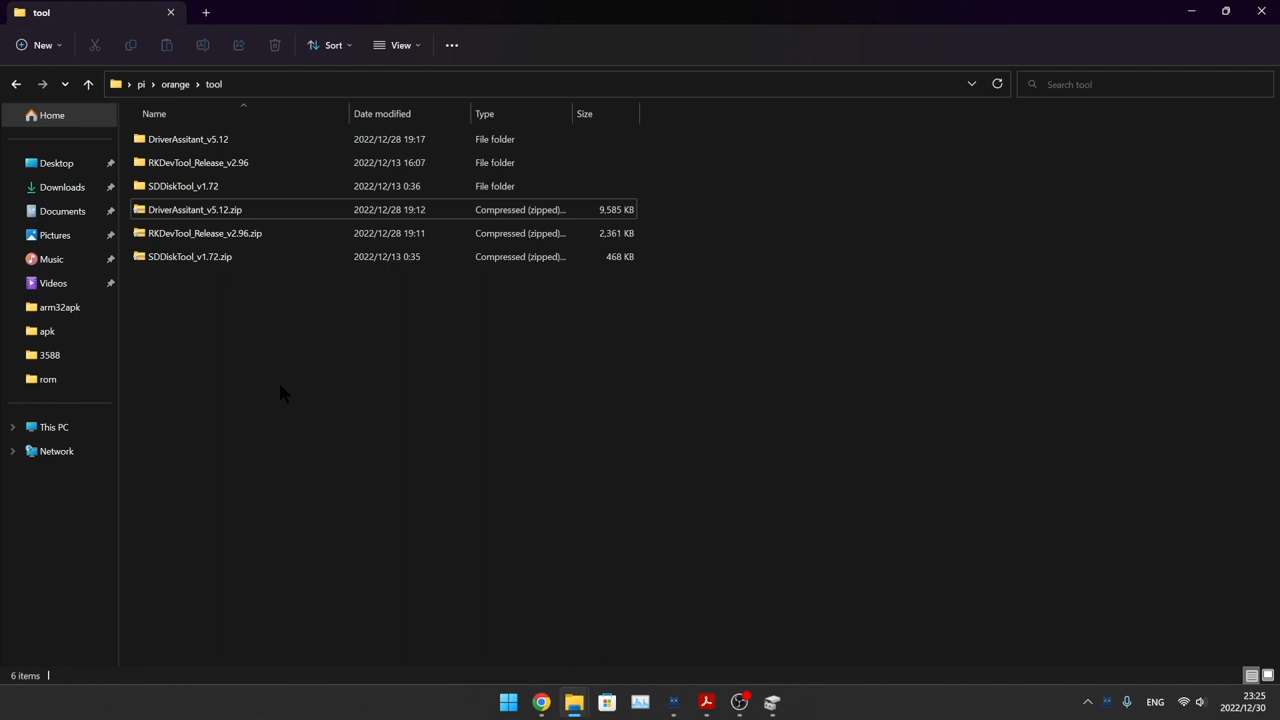 tool
New
Sort
View
pi
orange
tool
Search tool
Home
Name
Date modified
Type
Size
DriverAssitant_v5.12 2022/12/28 19:17 File folder
RKDevTool_Release_v2.96 2022/12/13 16:07 File folder
SDDiskTool_v1.72 2022/12/13 0:36 File folder
DriverAssitant_v5.12.zip 2022/12/28 19:12 Compressed (zipped)... 9,585 KB
RKDevTool_Release_v2.96.zip 2022/12/28 19:11 Compressed (zipped)... 2,361 KB
SDDiskTool_v1.72.zip 2022/12/13 0:35 Compressed (zipped)... 468 KB
Desktop
Downloads
Documents
Pictures
Music
Videos
arm32apk
apk
3588
rom
This PC
Network
6 items
ENG
23:25
2022/12/30